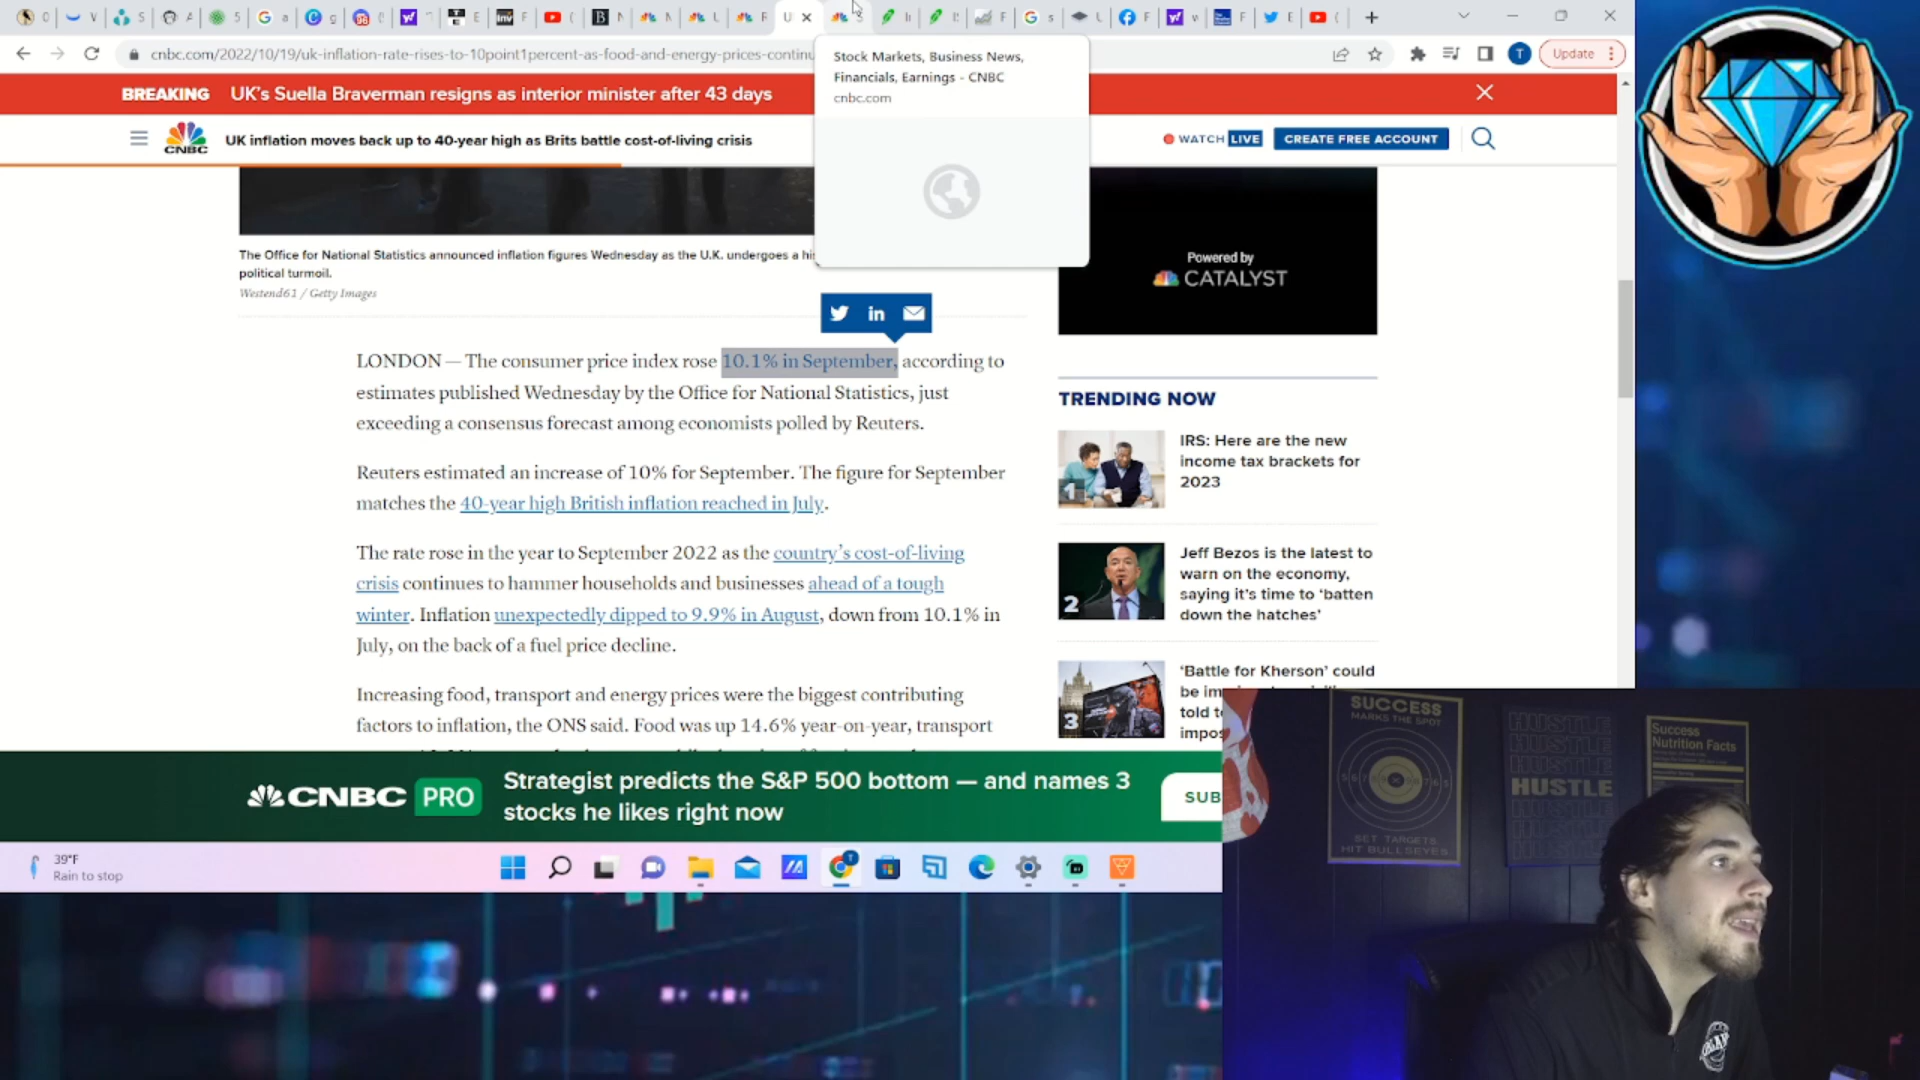 cnbc.com/2022/10/19/uk-inflation-rate-rises-to-10point1percent-as-food-and-energy-prices-continu
T
Update
Stock Markets, Business News,
Financials, Earnings - CNBC
cnbc.com
BREAKING UK's Suella Braverman resigns as interior minister after 43 days
CNBC
UK inflation moves back up to 40-year high as Brits battle cost-of-living crisis
WATCH LIVE
CREATE FREE ACCOUNT
The Office for National Statistics announced inflation figures Wednesday as the U.K. undergoes a
political turmoil.
Westend61 / Getty Images
Powered by
CATALYST
LONDON — The consumer price index rose 10.1% in September, according to
estimates published Wednesday by the Office for National Statistics, just
exceeding a consensus forecast among economists polled by Reuters.
Reuters estimated an increase of 10% for September. The figure for September
matches the 40-year high British inflation reached in July.
The rate rose in the year to September 2022 as the country's cost-of-living
crisis continues to hammer households and businesses ahead of a tough
winter. Inflation unexpectedly dipped to 9.9% in August, down from 10.1% in
July, on the back of a fuel price decline.
Increasing food, transport and energy prices were the biggest contributing
factors to inflation, the ONS said. Food was up 14.6% year-on-year, transport
TRENDING NOW
1
IRS: Here are the new
income tax brackets for
2023
2
Jeff Bezos is the latest to
warn on the economy,
saying it's time to 'batten
down the hatches'
3
'Battle for Kherson' could
be im
told t
impos
CNBC PRO
Strategist predicts the S&P 500 bottom — and names 3
stocks he likes right now
SUB
39°F
Rain to stop
SUCCESS
MARKS THE SPOT
SET TARGETS
HIT BULLSEYES
HUSTLE
HUSTLE
HUSTLE
HUSTLE
Success
Nutrition Facts